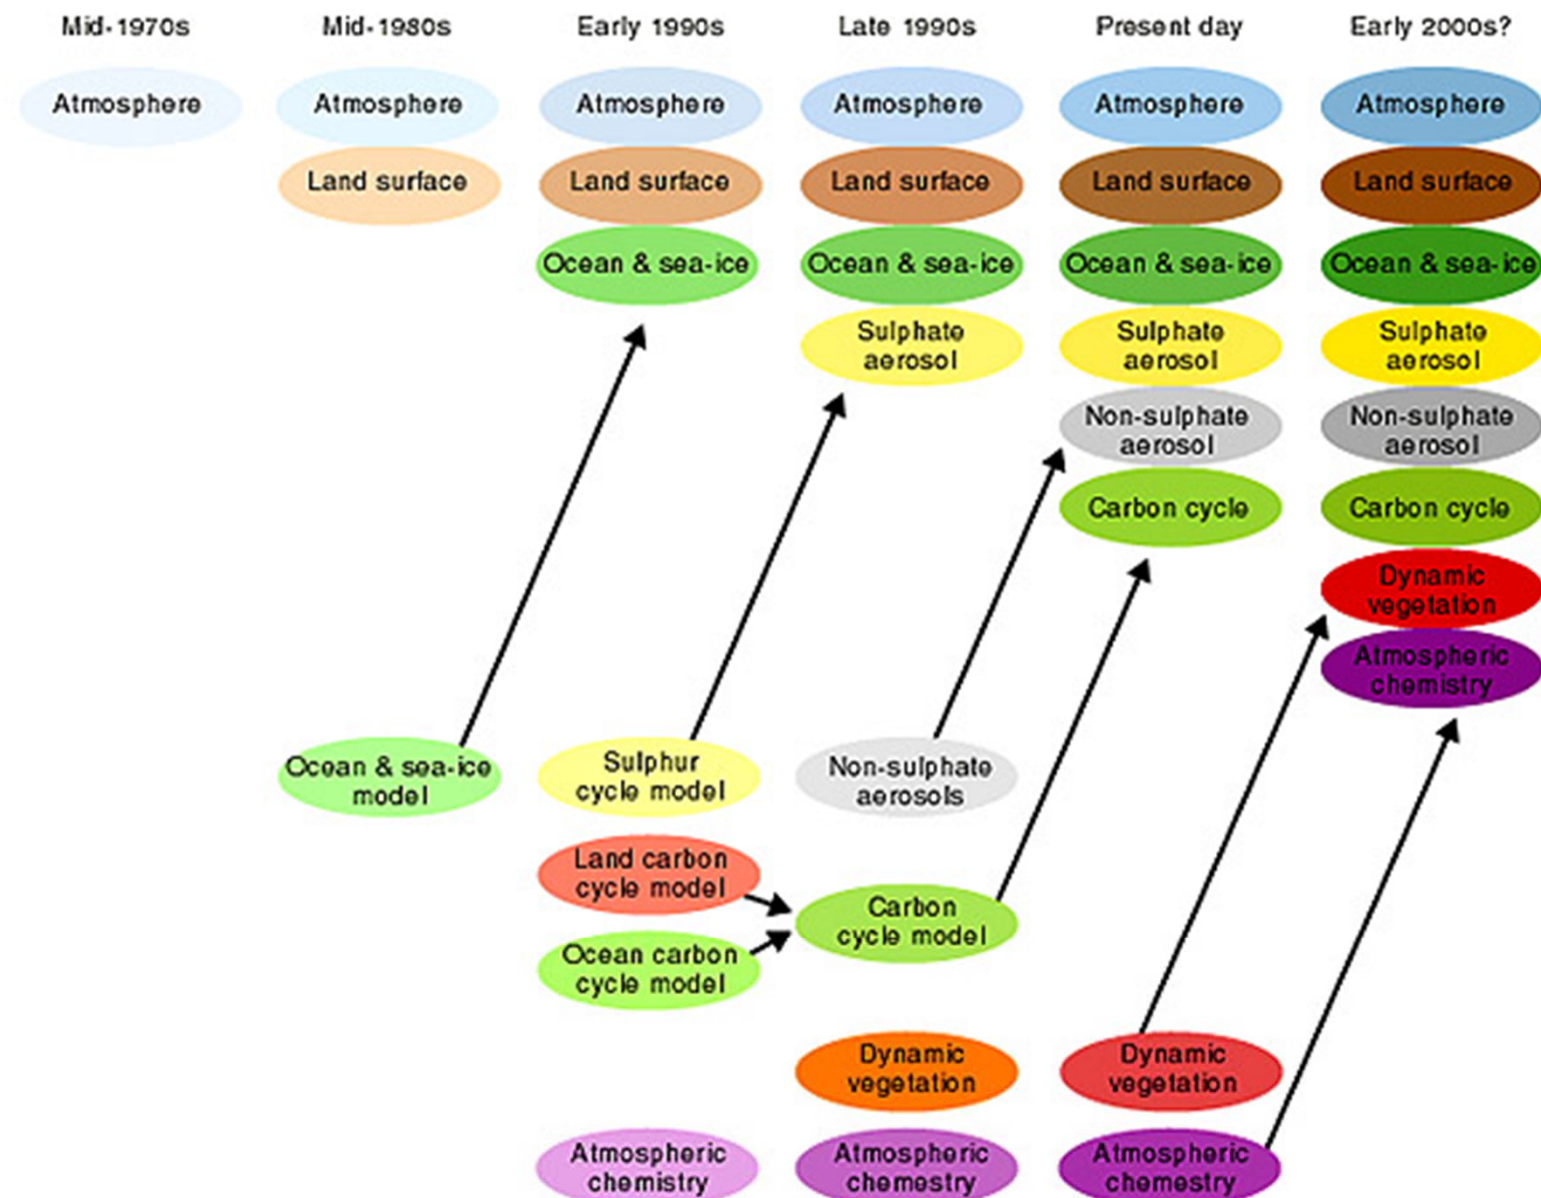 Mid-1970s Mid-1980s Early 1990s Late 1990s Present day Early 2000s?
Atmosphere Atmosphere Atmosphere Atmosphere Atmosphere Atmosphere
Land surface Land surface Land surface Land surface Land surface
Ocean & sea-ice Ocean & sea-ice Ocean & sea-ice Ocean & sea-ice
Sulphate
aerosol
Sulphate
aerosol
Sulphate
aerosol
Non-sulphate
aerosol
Non-sulphate
aerosol
Carbon cycle Carbon cycle
Dynamic
vegetation
Atmospheric
chemistry
Ocean & sea-ice
model
Sulphur
cycle model
Non-sulphate
aerosols
Land carbon
cycle model
Carbon
cycle model
Ocean carbon
cycle model
Dynamic
vegetation
Dynamic
vegetation
Atmospheric
chemistry
Atmospheric
chemestry
Atmospheric
chemestry